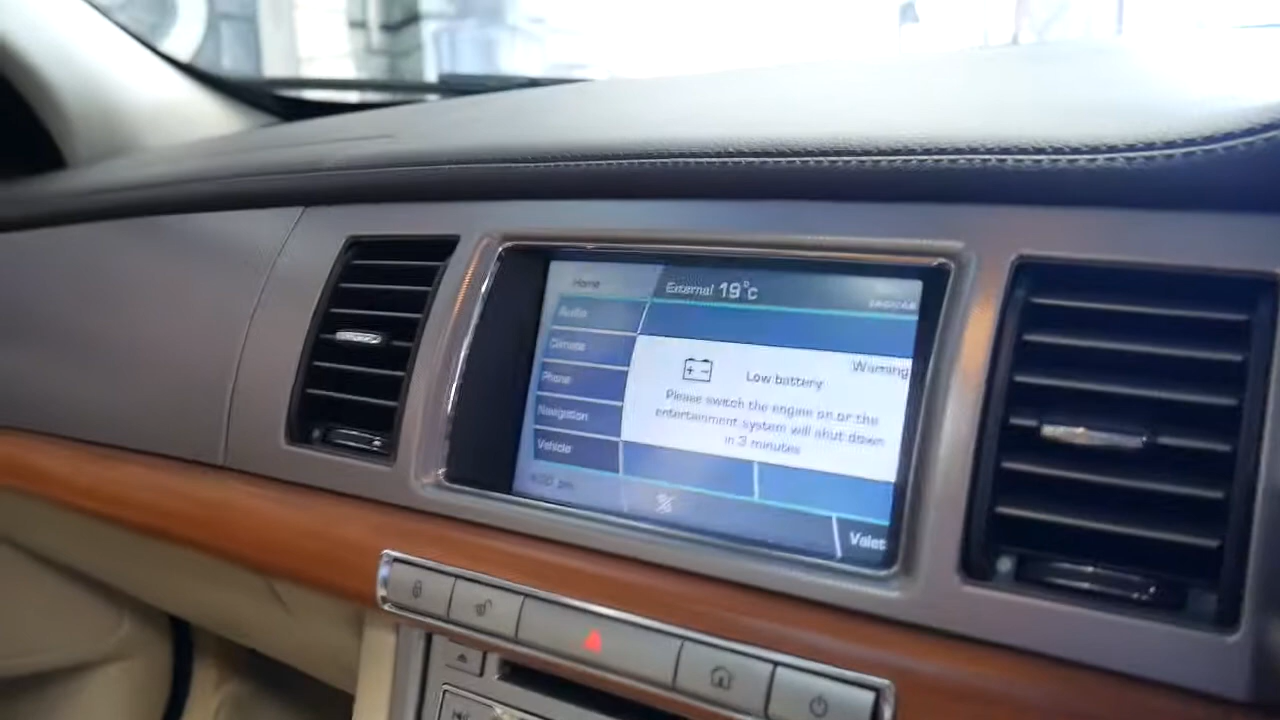 Home
External 19°c
Audio
Climate
Phone
Navigation
Vehicle
Warning
Low battery
Please switch the engine on or the
entertainment system will shut down
in 3 minutes
Valet